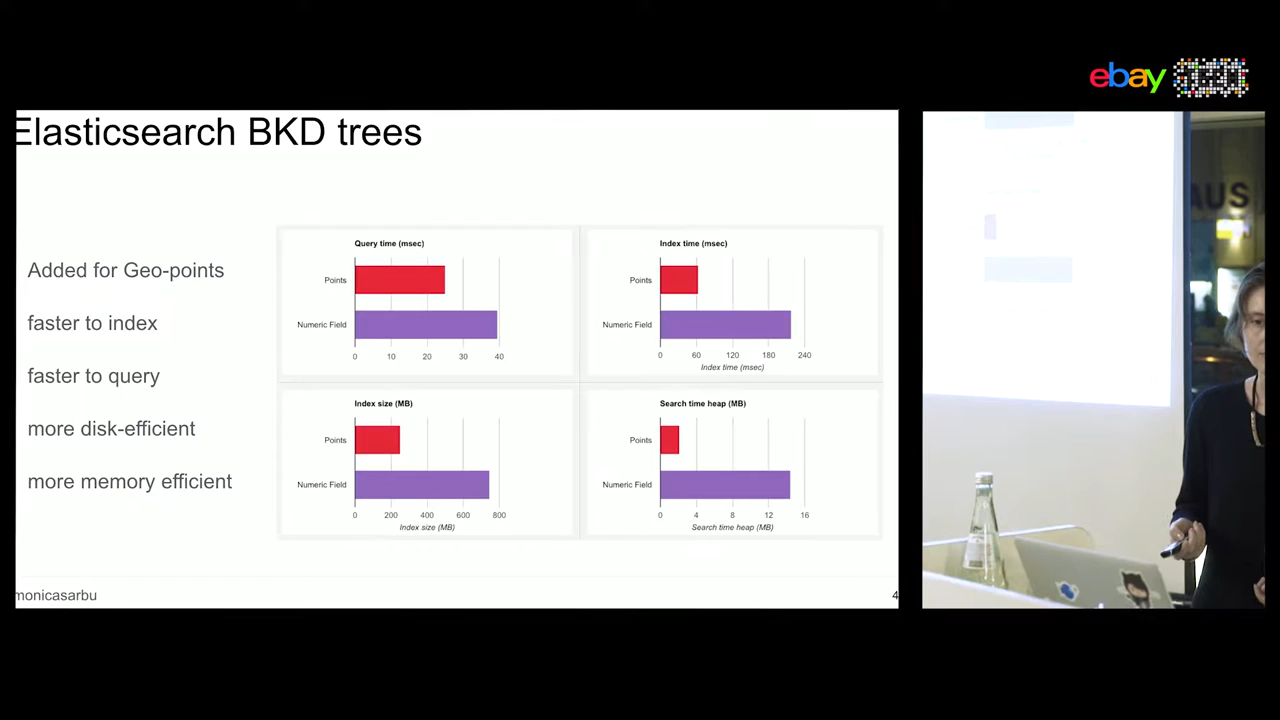 ebay
Elasticsearch BKD trees
Added for Geo-points
faster to index
faster to query
more disk-efficient
more memory efficient
Query time (msec)
Points
Numeric Field
0 10 20 30 40
Index time (msec)
Points
Numeric Field
0 60 120 180 240
Index time (msec)
Index size (MB)
Points
Numeric Field
0 200 400 600 800
Index size (MB)
Search time heap (MB)
Points
Numeric Field
0 4 8 12 16
Search time heap (MB)
monicasarbu
4
AUS